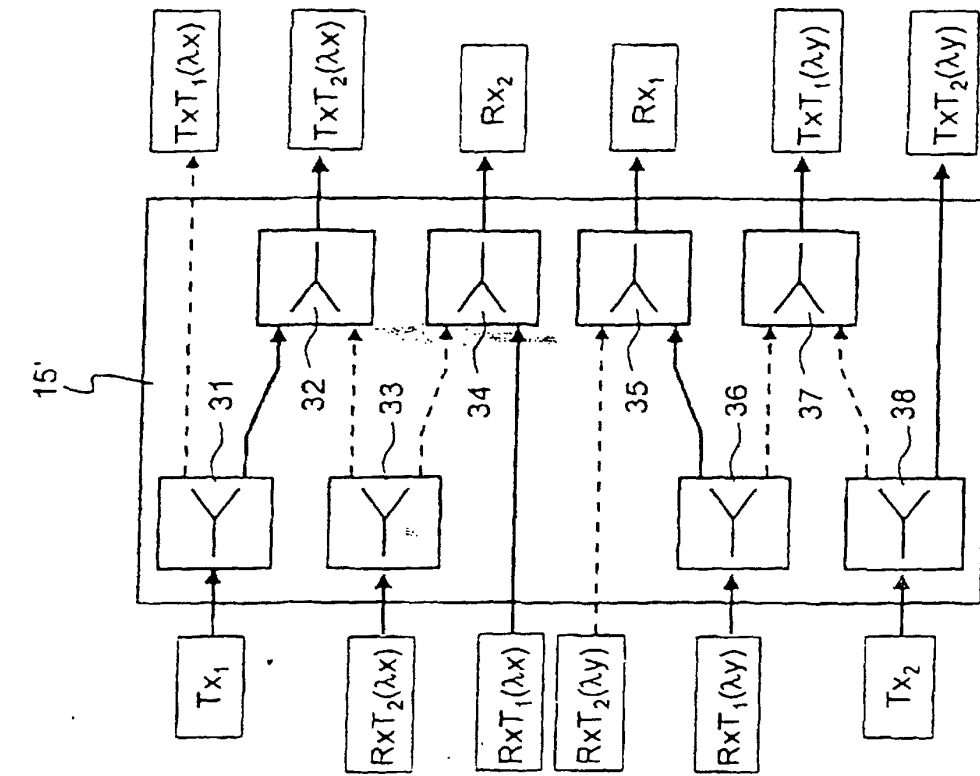 15'
Tx₁
RxT₂(λx)
RxT₁(λx)
RxT₂(λy)
RxT₁(λy)
Tx₂
31
32
33
34
35
36
37
38
TxT₁(λx)
TxT₂(λx)
Rx₂
Rx₁
TxT₁(λy)
TxT₂(λy)